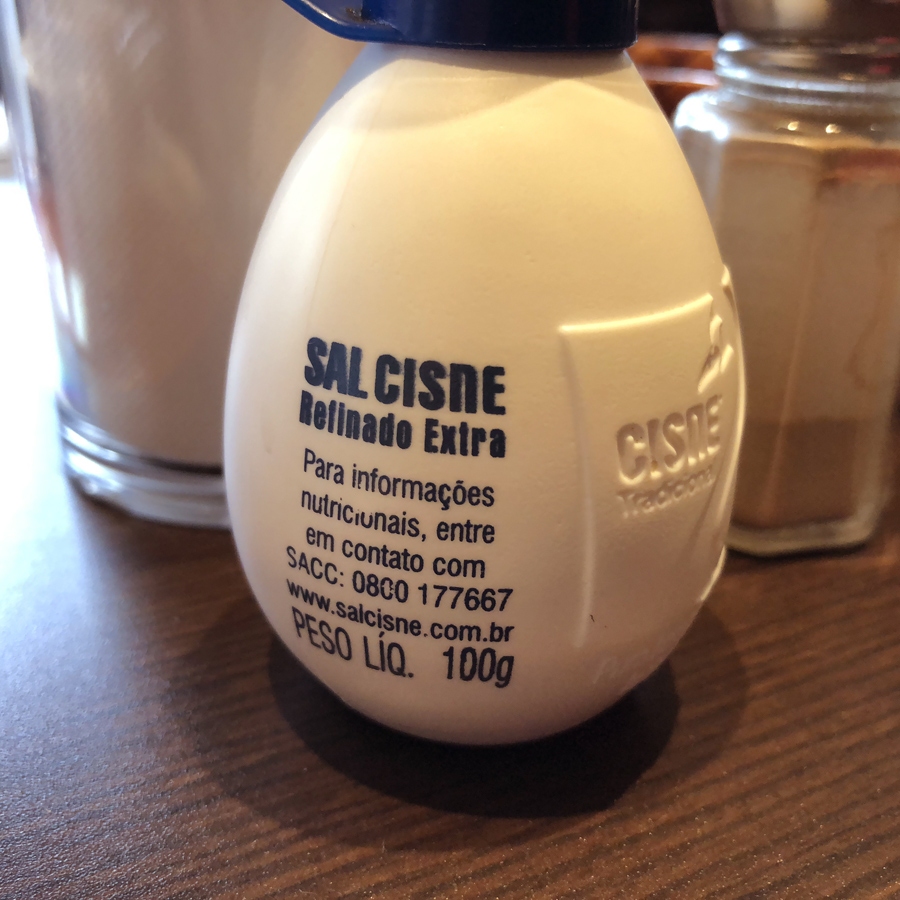 SAL CISNE
Refinado Extra
Para informações
nutricionais, entre
em contato com
SACC: 0800 177667
www.salcisne.com.br
PESO LÍQ. 100g
CISNE
Tradicional